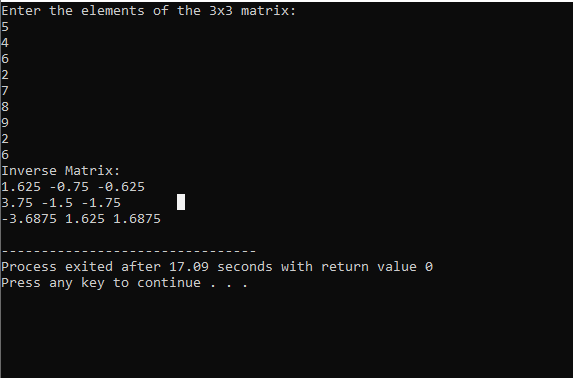 Enter the elements of the 3x3 matrix:
5
4
6
2
7
8
9
2
6
Inverse Matrix:
1.625 -0.75 -0.625
3.75 -1.5 -1.75
-3.6875 1.625 1.6875
--------------------------------
Process exited after 17.09 seconds with return value 0
Press any key to continue . . .